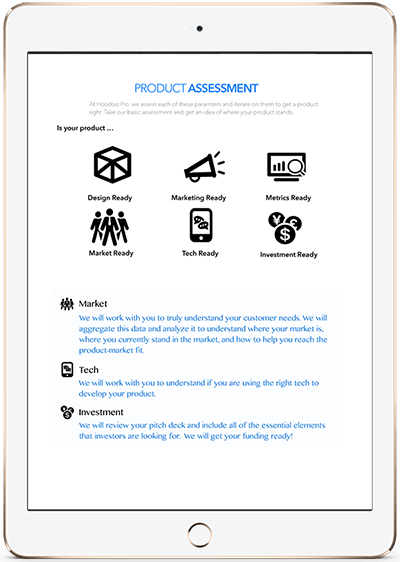 PRODUCT ASSESSMENT
At Hoodoo Pro we assess each of these paramters and iterate on them to get a product
right. Take our basic assessment and get an idea of where your product stands.
Is your product ...
Design Ready
Marketing Ready
Metrics Ready
Market Ready
Tech Ready
Investment Ready
Market
We will work with you to truly understand your customer needs. We will
aggregate this data and analyze it to understand where your market is,
where you currently stand in the market, and how to help you reach the
product-market fit.
Tech
We will work with you to understand if you are using the right tech to
develop your product.
Investment
We will review your pitch deck and include all of the essential elements
that investors are looking for. We will get your funding ready!